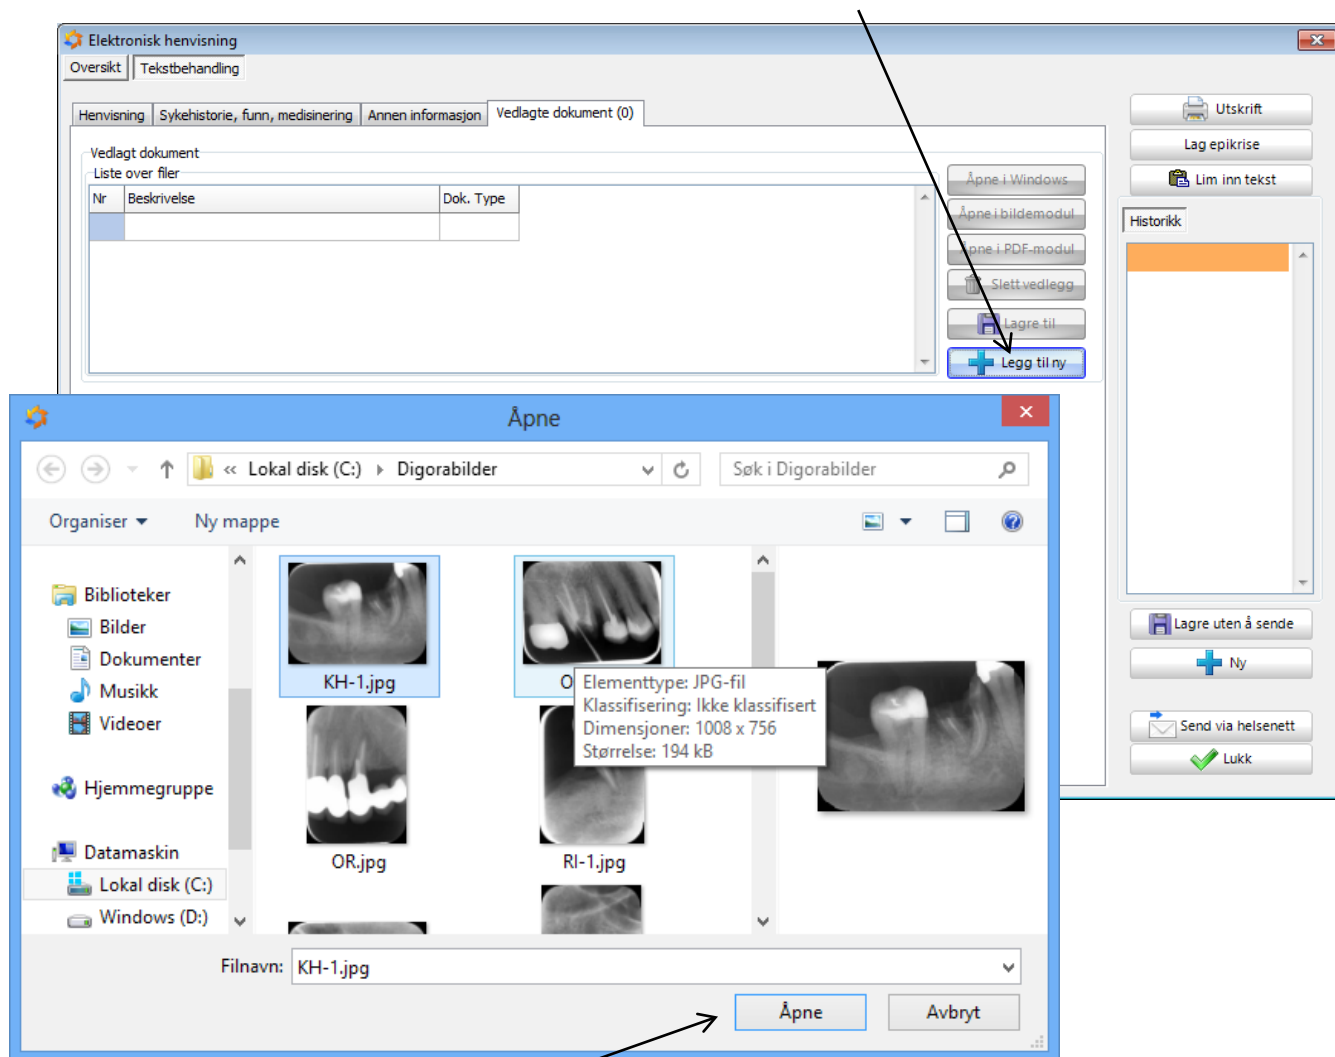 Elektronisk henvisning
Oversikt Tekstbehandling
Henvisning Sykehistorie, funn, medisinering Annen informasjon Vedlagte dokument (0)
Vedlagt dokument
Liste over filer
Nr Beskrivelse Dok. Type
Åpne i Windows
Åpne i bildemodul
Åpne i PDF-modul
Slett vedlegg
Lagre til
Legg til ny
Utskrift
Lag epikrise
Lim inn tekst
Historikk
Lagre uten å sende
Ny
Send via helsenett
Lukk
Åpne
« Lokal disk (C:) Digorabilder
Søk i Digorabilder
Organiser Ny mappe
Biblioteker
Bilder
Dokumenter
Musikk
Videoer
Hjemmegruppe
Datamaskin
Lokal disk (C:)
Windows (D:)
KH-1.jpg
Elementtype: JPG-fil
Klassifisering: Ikke klassifisert
Dimensjoner: 1008 x 756
Størrelse: 194 kB
OR.jpg
RI-1.jpg
Filnavn: KH-1.jpg
Åpne Avbryt